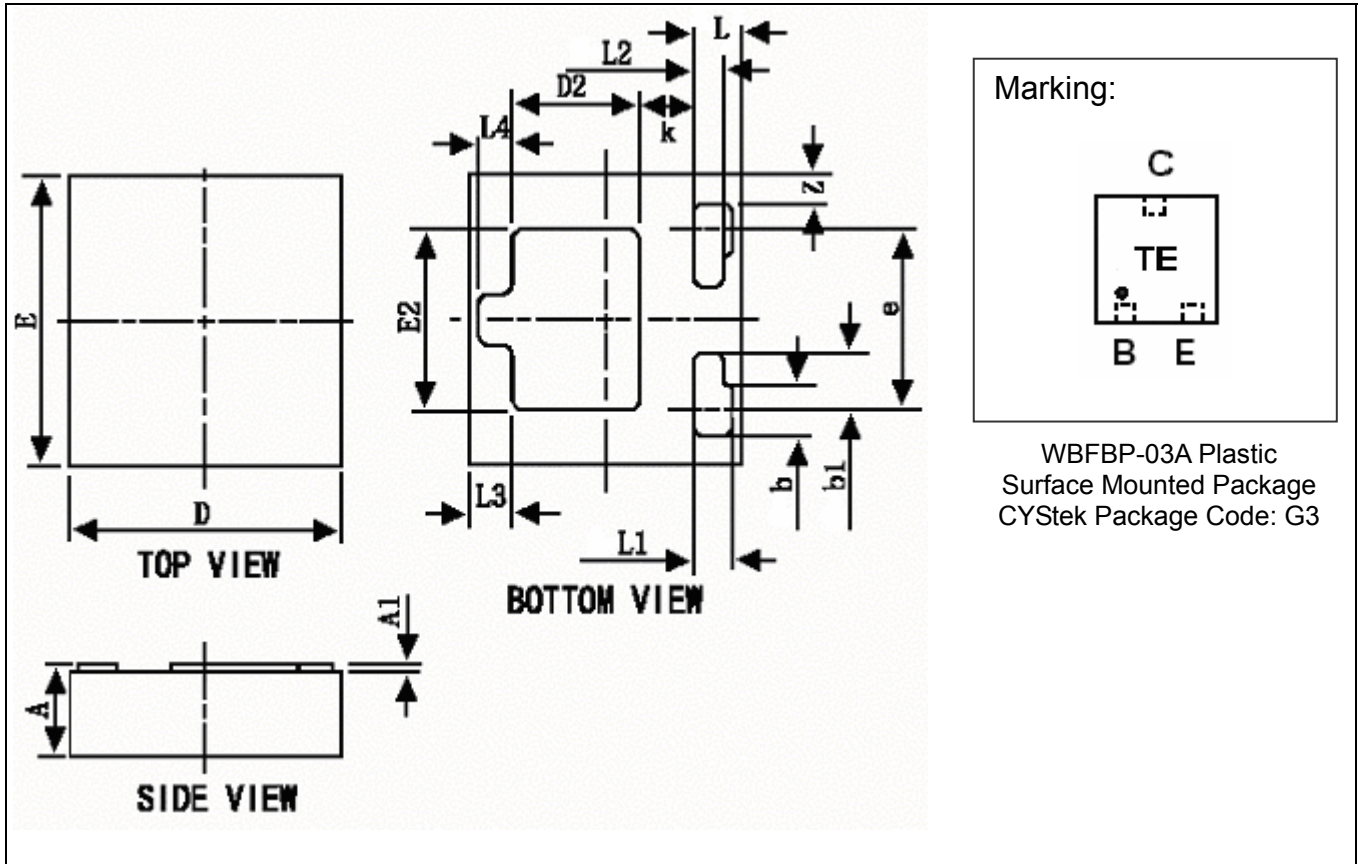 L
L2
D2
L4
k
Z
E
E2
e
D
L3
L1
b
b1
TOP VIEW
BOTTOM VIEW
A1
A
SIDE VIEW
Marking:
C
TE
B E
WBFBP-03A Plastic
Surface Mounted Package
CYStek Package Code: G3